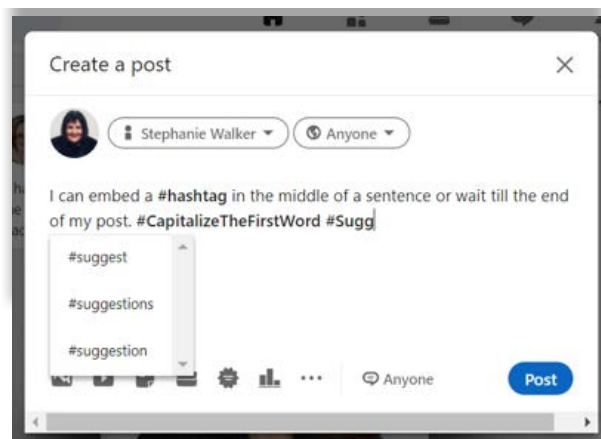 Create a post
Stephanie Walker
Anyone
I can embed a #hashtag in the middle of a sentence or wait till the end
of my post. #CapitalizeTheFirstWord #Sugg
#suggest
#suggestions
#suggestion
Anyone
Post